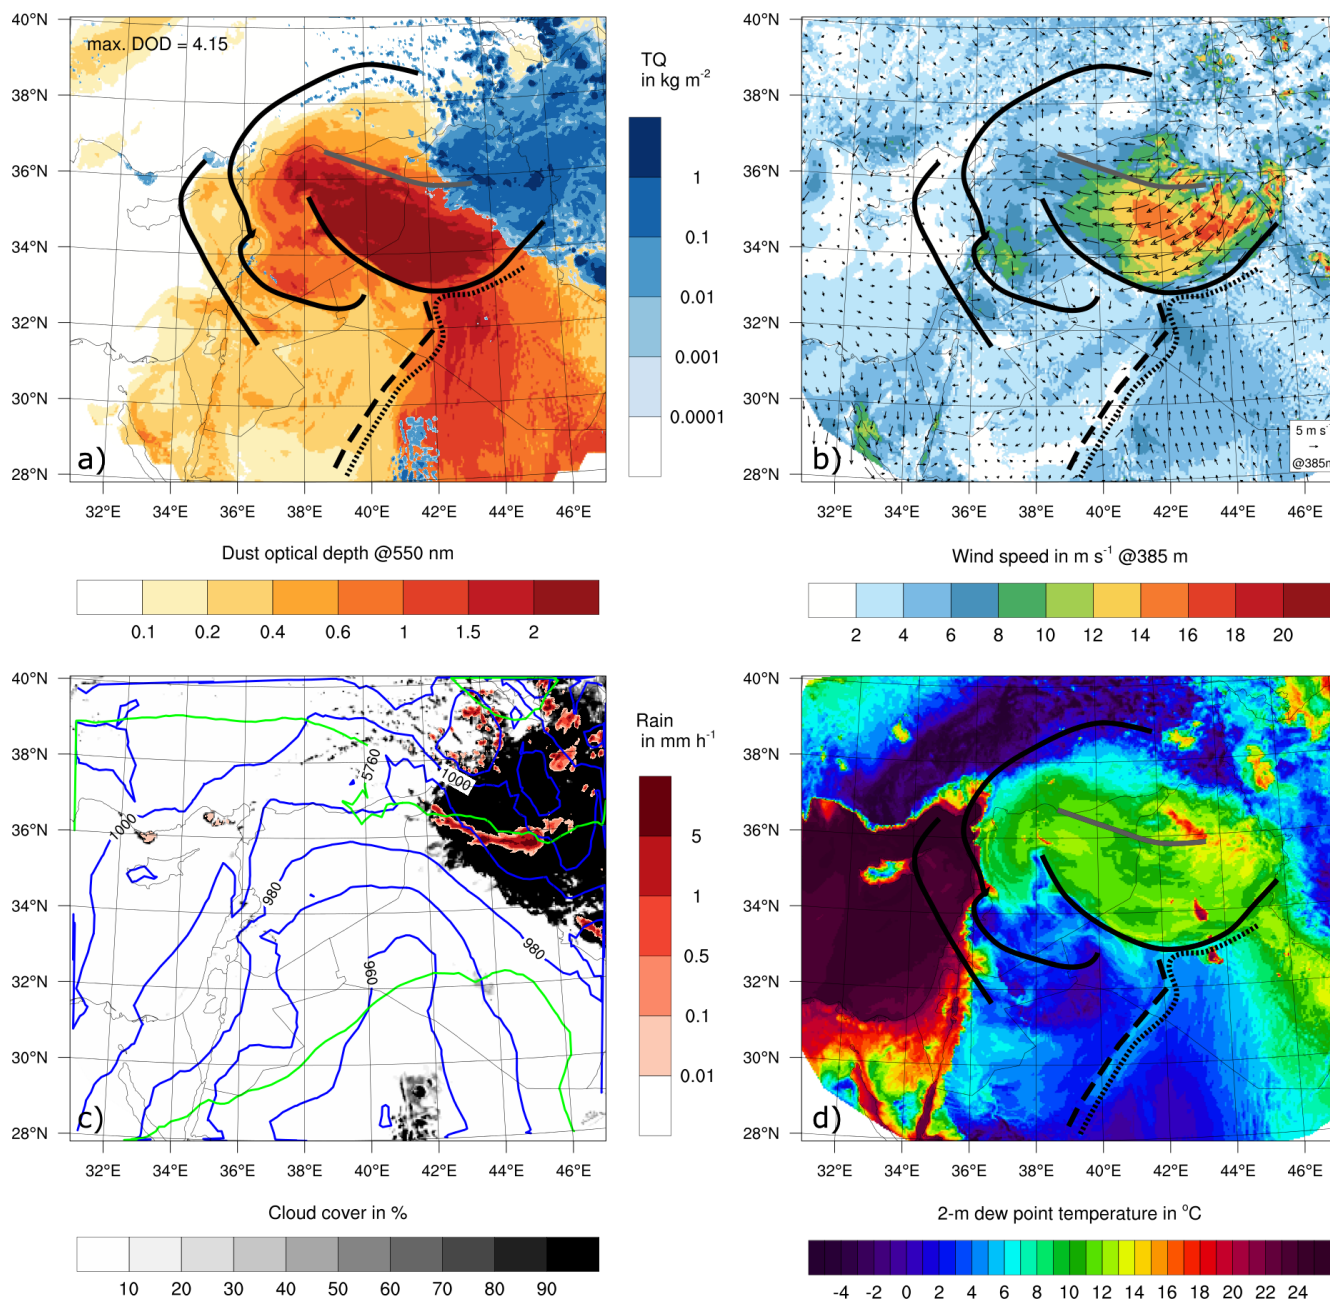 40°N
38°N
36°N
34°N
32°N
30°N
28°N
max. DOD = 4.15
a)
32°E 34°E 36°E 38°E 40°E 42°E 44°E 46°E
TQ
in kg m-2
1
0.1
0.01
0.001
0.0001
Dust optical depth @550 nm
0.1 0.2 0.4 0.6 1 1.5 2
40°N
38°N
36°N
34°N
32°N
30°N
28°N
b)
5 m s-1
@385m
32°E 34°E 36°E 38°E 40°E 42°E 44°E 46°E
Wind speed in m s-1 @385 m
2 4 6 8 10 12 14 16 18 20
40°N
38°N
36°N
34°N
32°N
30°N
28°N
5760
1000
1000
980
980
960
c)
32°E 34°E 36°E 38°E 40°E 42°E 44°E 46°E
Rain
in mm h-1
5
1
0.5
0.1
0.01
Cloud cover in %
10 20 30 40 50 60 70 80 90
40°N
38°N
36°N
34°N
32°N
30°N
28°N
d)
32°E 34°E 36°E 38°E 40°E 42°E 44°E 46°E
2-m dew point temperature in °C
-4 -2 0 2 4 6 8 10 12 14 16 18 20 22 24